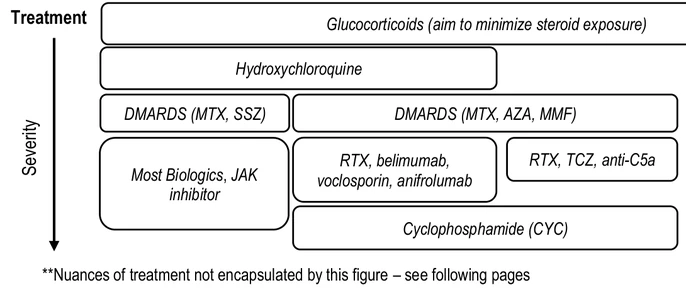 Treatment
Glucocorticoids (aim to minimize steroid exposure)
Hydroxychloroquine
DMARDS (MTX, SSZ)
DMARDS (MTX, AZA, MMF)
Severity
Most Biologics, JAK
inhibitor
RTX, belimumab,
voclosporin, anifrolumab
RTX, TCZ, anti-C5a
Cyclophosphamide (CYC)
**Nuances of treatment not encapsulated by this figure – see following pages